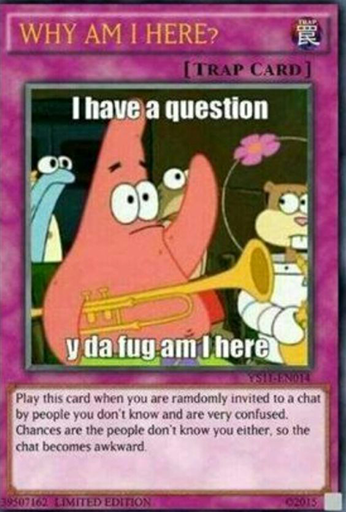 WHY AM I HERE?
TRAP
罠
[TRAP CARD]
I have a question
y da fug am I here
YS11-EN014
Play this card when you are ramdomly invited to a chat
by people you don't know and are very confused.
Chances are the people don't know you either, so the
chat becomes awkward.
39507162 LIMITED EDITION
©2015